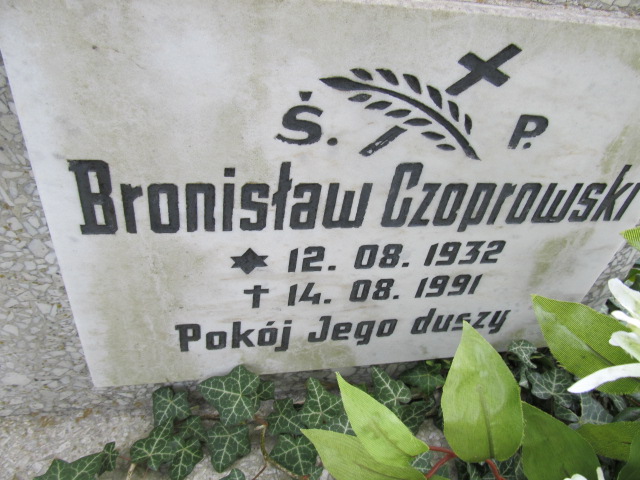 Ś. P.
Bronisław Czoprowski
12. 08. 1932
14. 08. 1991
Pokój Jego duszy